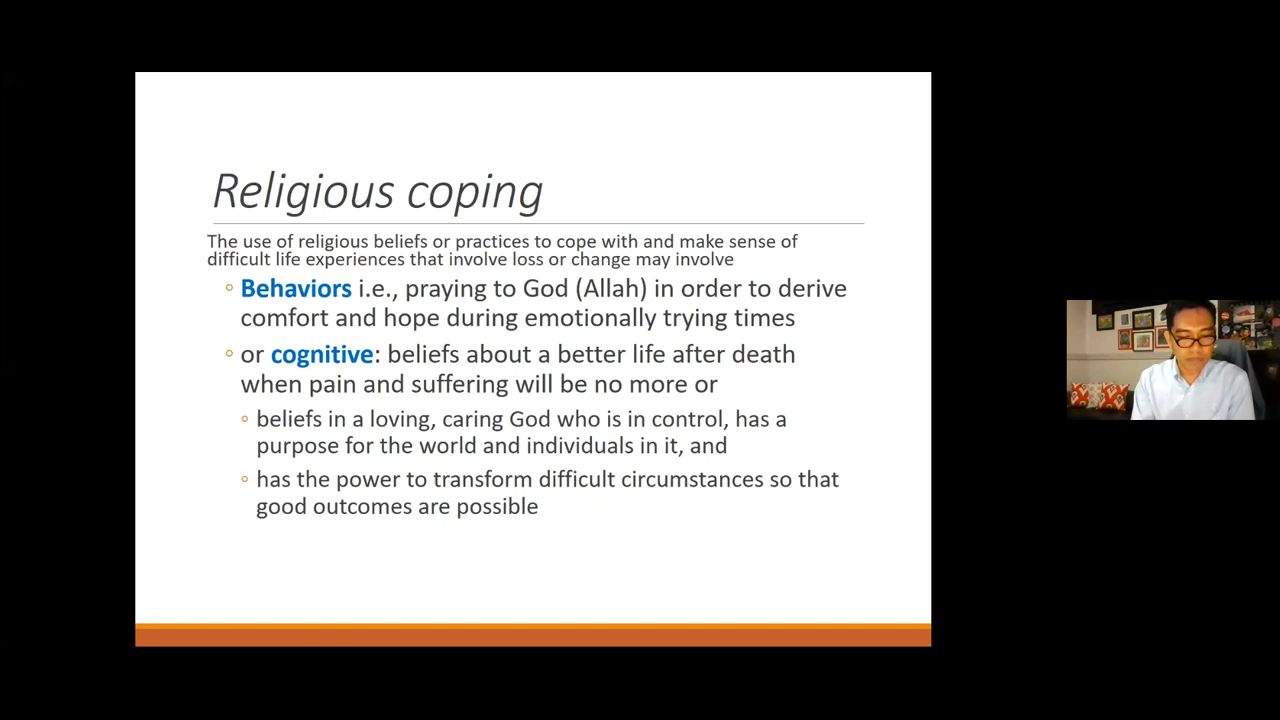 Religious coping
The use of religious beliefs or practices to cope with and make sense of
difficult life experiences that involve loss or change may involve
◦ Behaviors i.e., praying to God (Allah) in order to derive
comfort and hope during emotionally trying times
◦ or cognitive: beliefs about a better life after death
when pain and suffering will be no more or
◦ beliefs in a loving, caring God who is in control, has a
purpose for the world and individuals in it, and
◦ has the power to transform difficult circumstances so that
good outcomes are possible